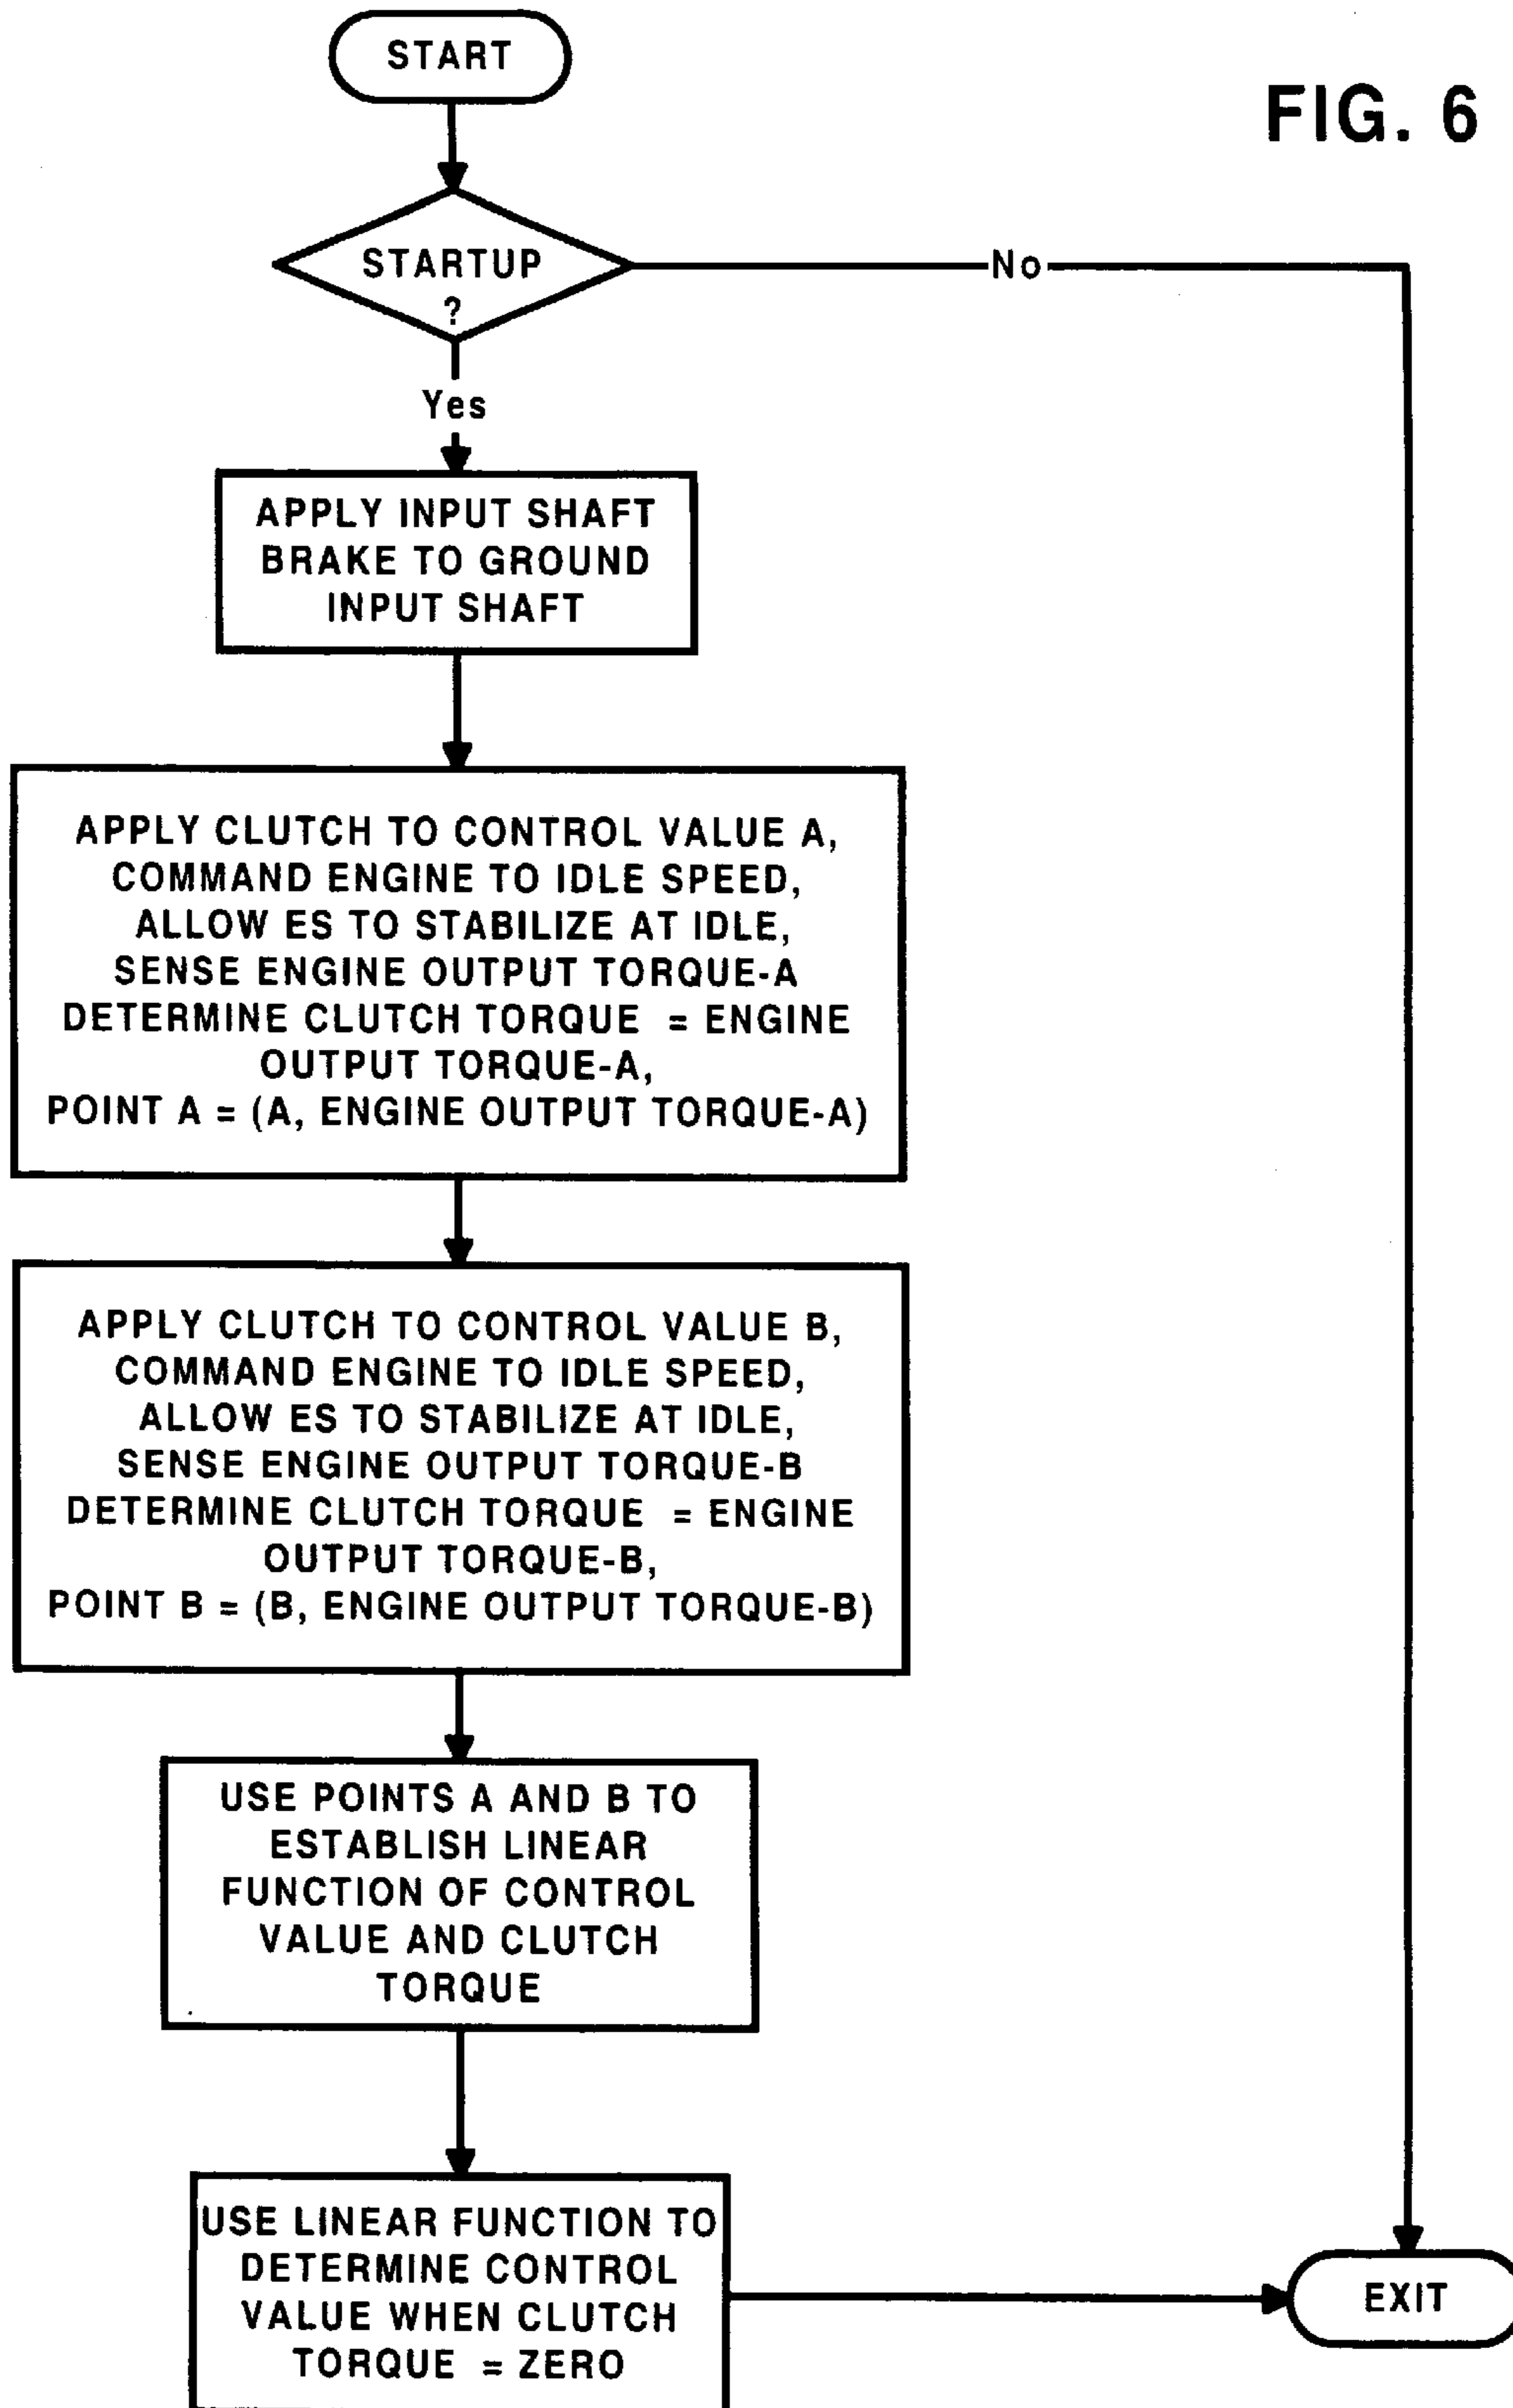 START
FIG. 6
STARTUP
?
No
Yes
APPLY INPUT SHAFT
BRAKE TO GROUND
INPUT SHAFT
APPLY CLUTCH TO CONTROL VALUE A,
COMMAND ENGINE TO IDLE SPEED,
ALLOW ES TO STABILIZE AT IDLE,
SENSE ENGINE OUTPUT TORQUE-A
DETERMINE CLUTCH TORQUE = ENGINE
OUTPUT TORQUE-A,
POINT A = (A, ENGINE OUTPUT TORQUE-A)
APPLY CLUTCH TO CONTROL VALUE B,
COMMAND ENGINE TO IDLE SPEED,
ALLOW ES TO STABILIZE AT IDLE,
SENSE ENGINE OUTPUT TORQUE-B
DETERMINE CLUTCH TORQUE = ENGINE
OUTPUT TORQUE-B,
POINT B = (B, ENGINE OUTPUT TORQUE-B)
USE POINTS A AND B TO
ESTABLISH LINEAR
FUNCTION OF CONTROL
VALUE AND CLUTCH
TORQUE
USE LINEAR FUNCTION TO
DETERMINE CONTROL
VALUE WHEN CLUTCH
TORQUE = ZERO
EXIT